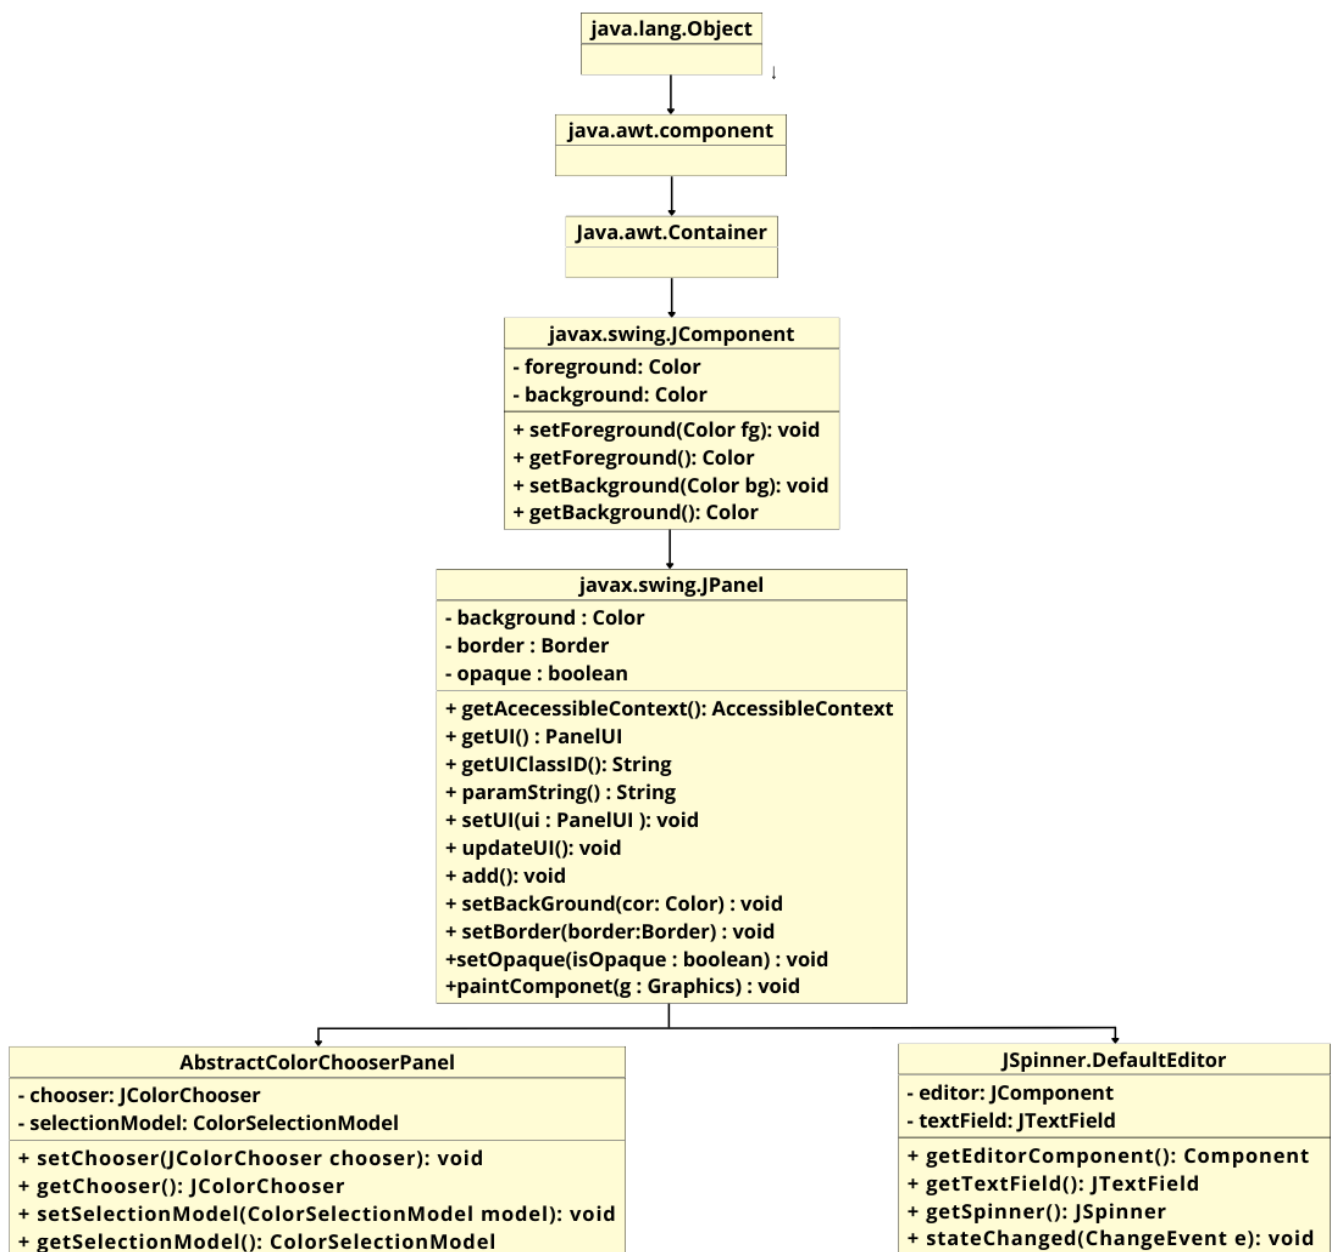 java.lang.Object
↓
java.awt.component
Java.awt.Container
javax.swing.JComponent
- foreground: Color
- background: Color
+ setForeground(Color fg): void
+ getForeground(): Color
+ setBackground(Color bg): void
+ getBackground(): Color
javax.swing.JPanel
- background : Color
- border : Border
- opaque : boolean
+ getAcecessibleContext(): AccessibleContext
+ getUI() : PanelUI
+ getUIClassID(): String
+ paramString() : String
+ setUI(ui : PanelUI ): void
+ updateUI(): void
+ add(): void
+ setBackGround(cor: Color) : void
+ setBorder(border:Border) : void
+setOpaque(isOpaque : boolean) : void
+paintComponet(g : Graphics) : void
AbstractColorChooserPanel
- chooser: JColorChooser
- selectionModel: ColorSelectionModel
+ setChooser(JColorChooser chooser): void
+ getChooser(): JColorChooser
+ setSelectionModel(ColorSelectionModel model): void
+ getSelectionModel(): ColorSelectionModel
JSpinner.DefaultEditor
- editor: JComponent
- textField: JTextField
+ getEditorComponent(): Component
+ getTextField(): JTextField
+ getSpinner(): JSpinner
+ stateChanged(ChangeEvent e): void